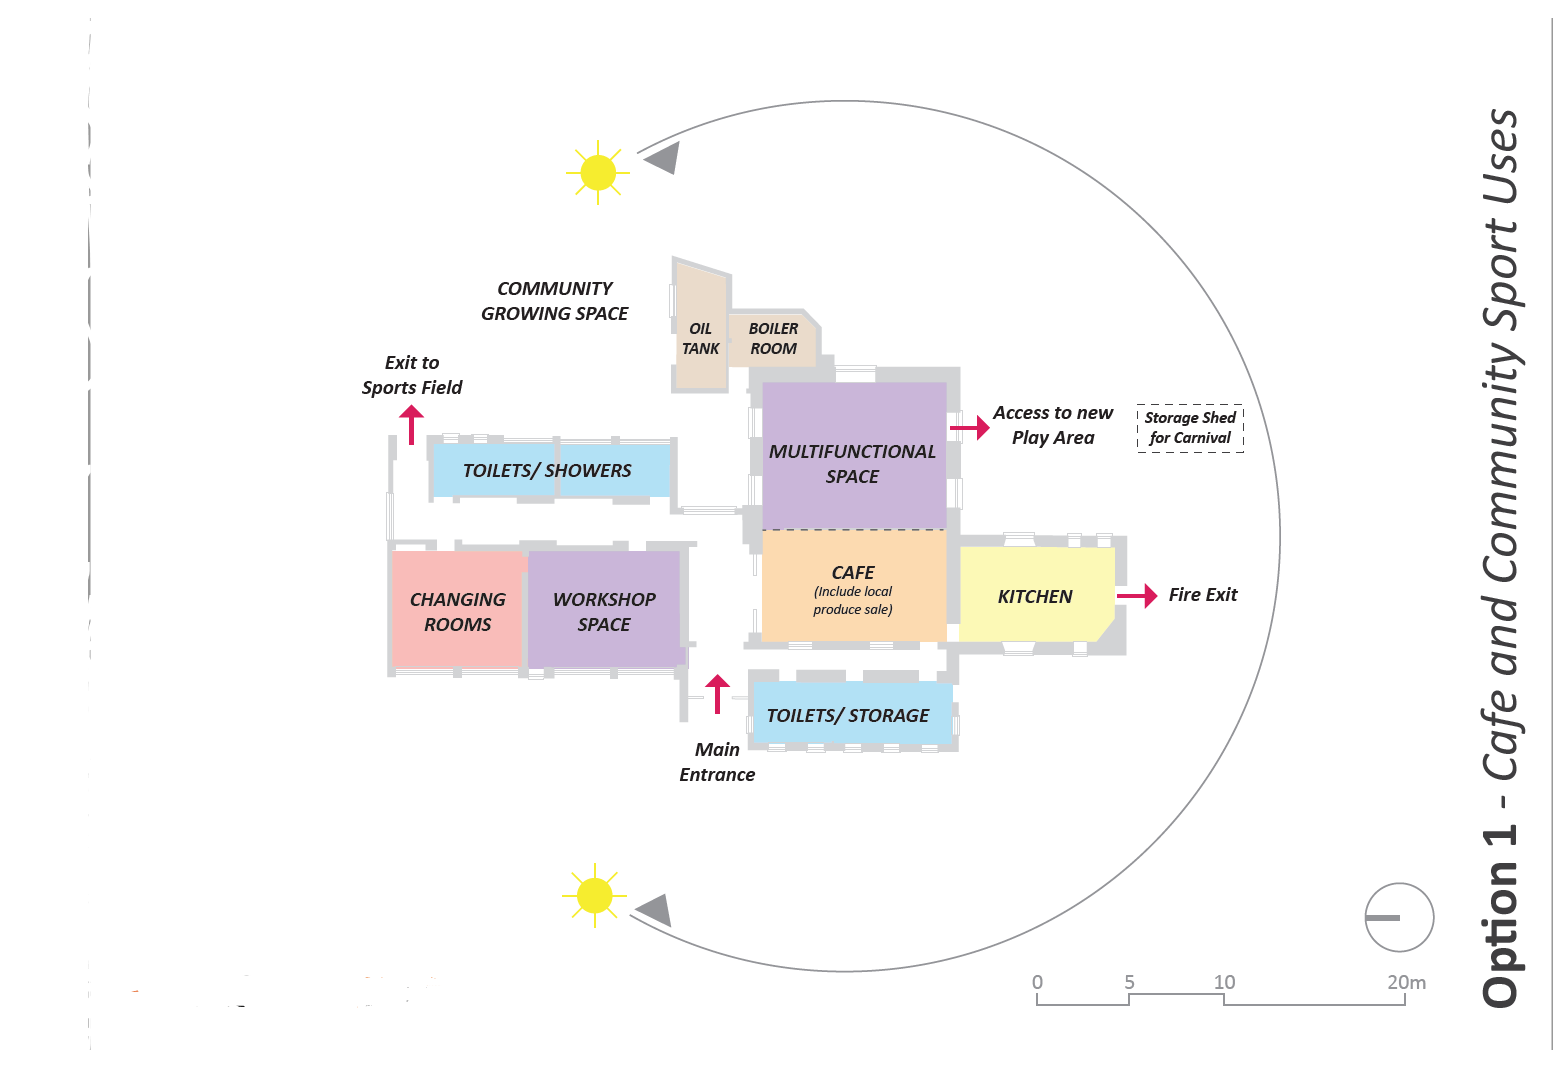 COMMUNITY
GROWING SPACE
Exit to
Sports Field
OIL
TANK
BOILER
ROOM
Access to new
Play Area
Storage Shed
for Carnival
TOILETS/ SHOWERS
MULTIFUNCTIONAL
SPACE
CHANGING
ROOMS
WORKSHOP
SPACE
CAFE
(Include local
produce sale)
KITCHEN
Fire Exit
TOILETS/ STORAGE
Main
Entrance
0 5 10 20m
Option 1 - Cafe and Community Sport Uses